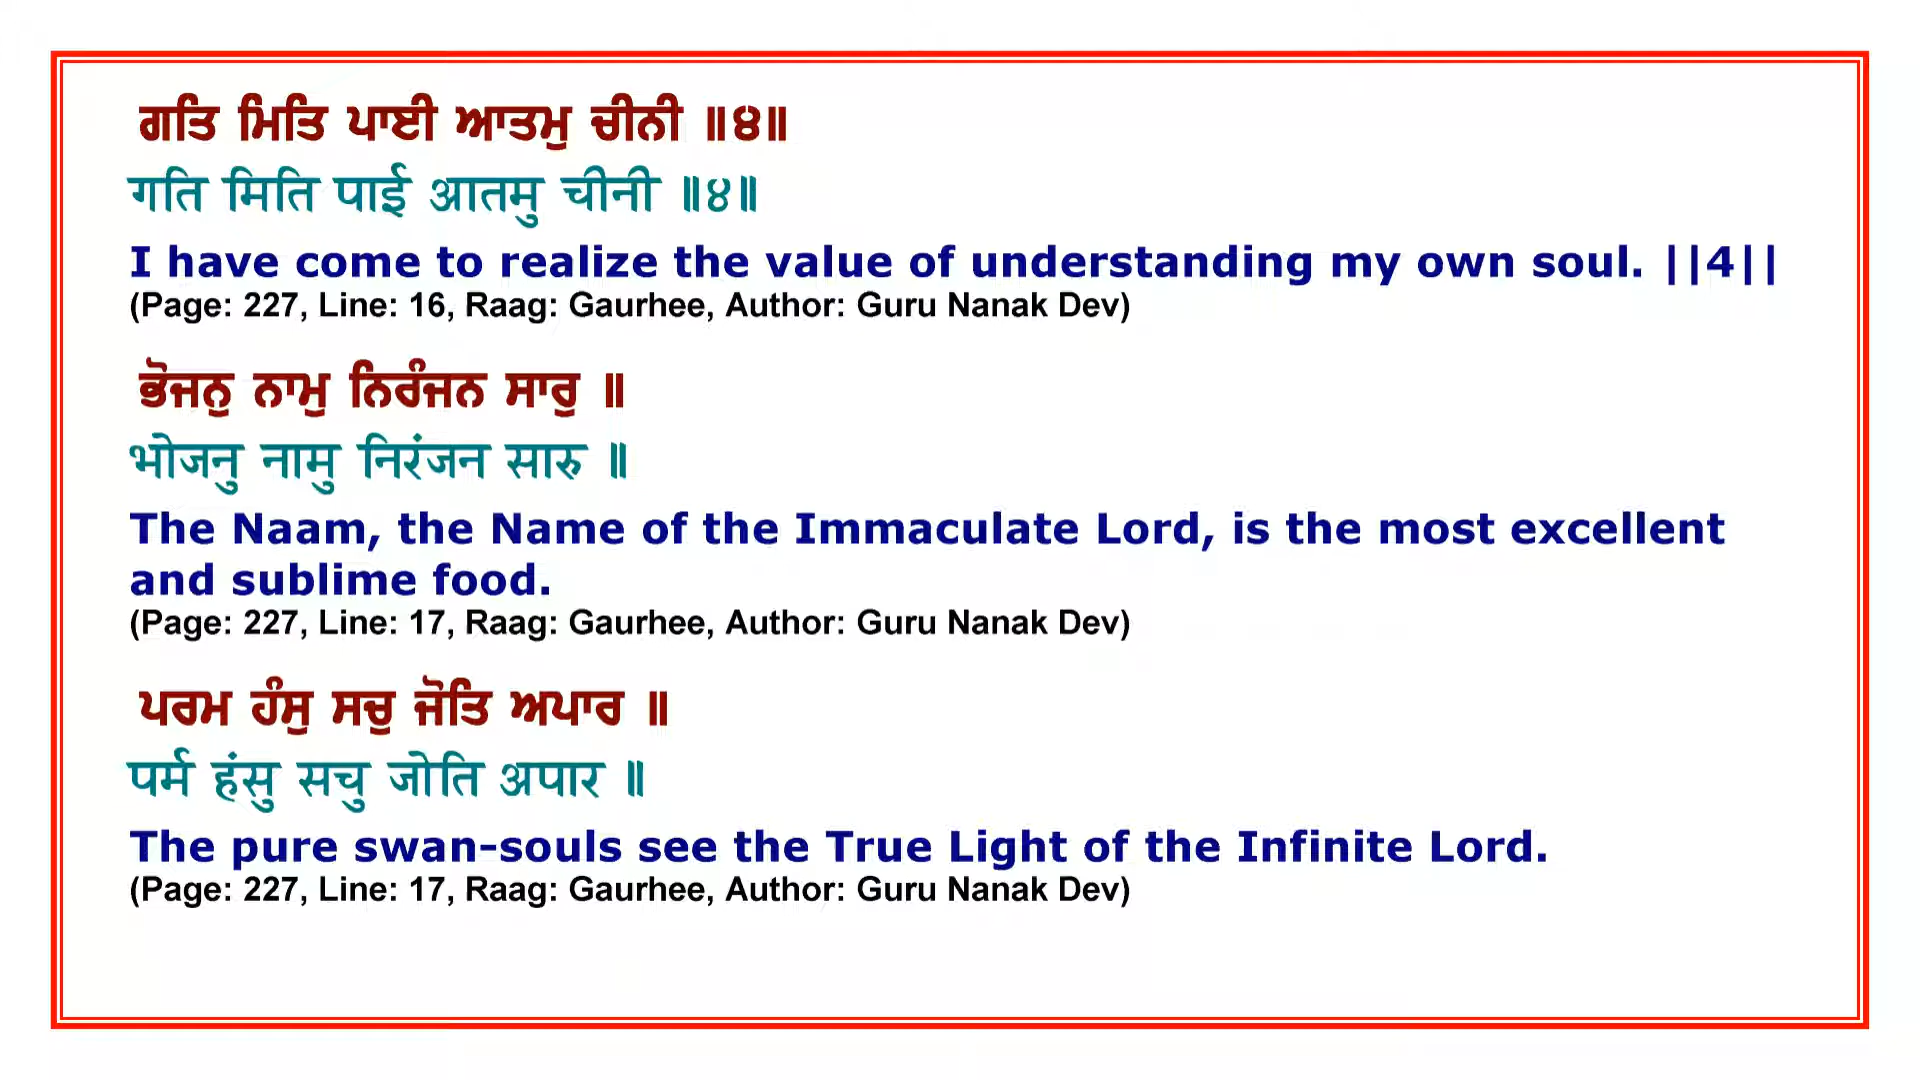 ਗਤਿ ਮਿਤਿ ਪਾਈ ਆਤਮੁ ਚੀਨੀ ॥੪॥
गति मिति पाई आतमु चीनी ॥४॥
I have come to realize the value of understanding my own soul. ||4||
(Page: 227, Line: 16, Raag: Gaurhee, Author: Guru Nanak Dev)
ਭੋਜਨੁ ਨਾਮੁ ਨਿਰੰਜਨ ਸਾਰੁ ॥
भोजनु नामु निरंजन सारु ॥
The Naam, the Name of the Immaculate Lord, is the most excellent
and sublime food.
(Page: 227, Line: 17, Raag: Gaurhee, Author: Guru Nanak Dev)
ਪਰਮ ਹੰਸੁ ਸਚੁ ਜੋਤਿ ਅਪਾਰ ॥
पर्म हंसु सचु जोति अपार ॥
The pure swan-souls see the True Light of the Infinite Lord.
(Page: 227, Line: 17, Raag: Gaurhee, Author: Guru Nanak Dev)